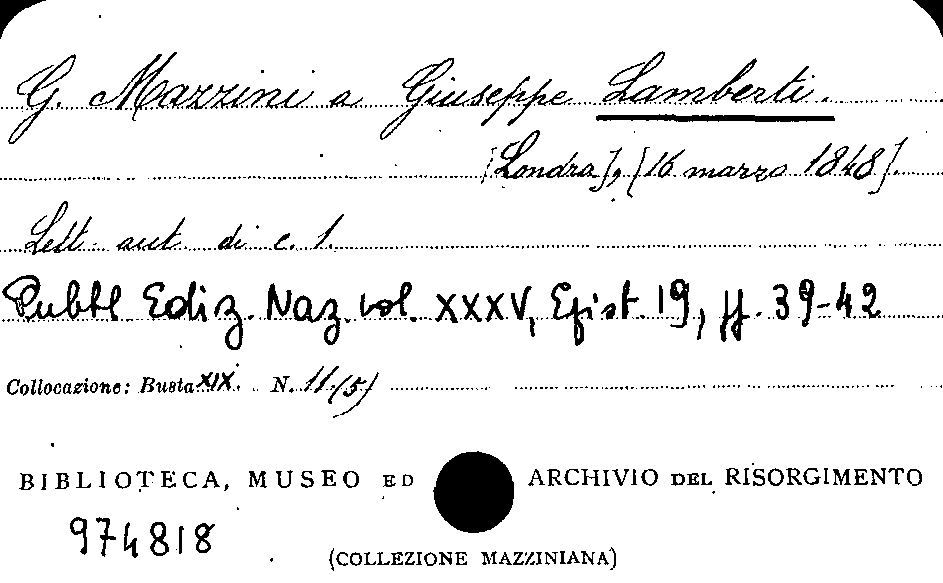 G. Mazzini a Giuseppe Lamberti.
[Londra], [16 marzo 1848].
Lett. aut. di c. 1.
Pubbl Ediz. Naz. vol. XXXV, Epist. 19, pp. 39-42
Collocazione: Busta XIX. N. 11 (5)
BIBLIOTECA, MUSEO ED ARCHIVIO DEL RISORGIMENTO
974818
(COLLEZIONE MAZZINIANA)